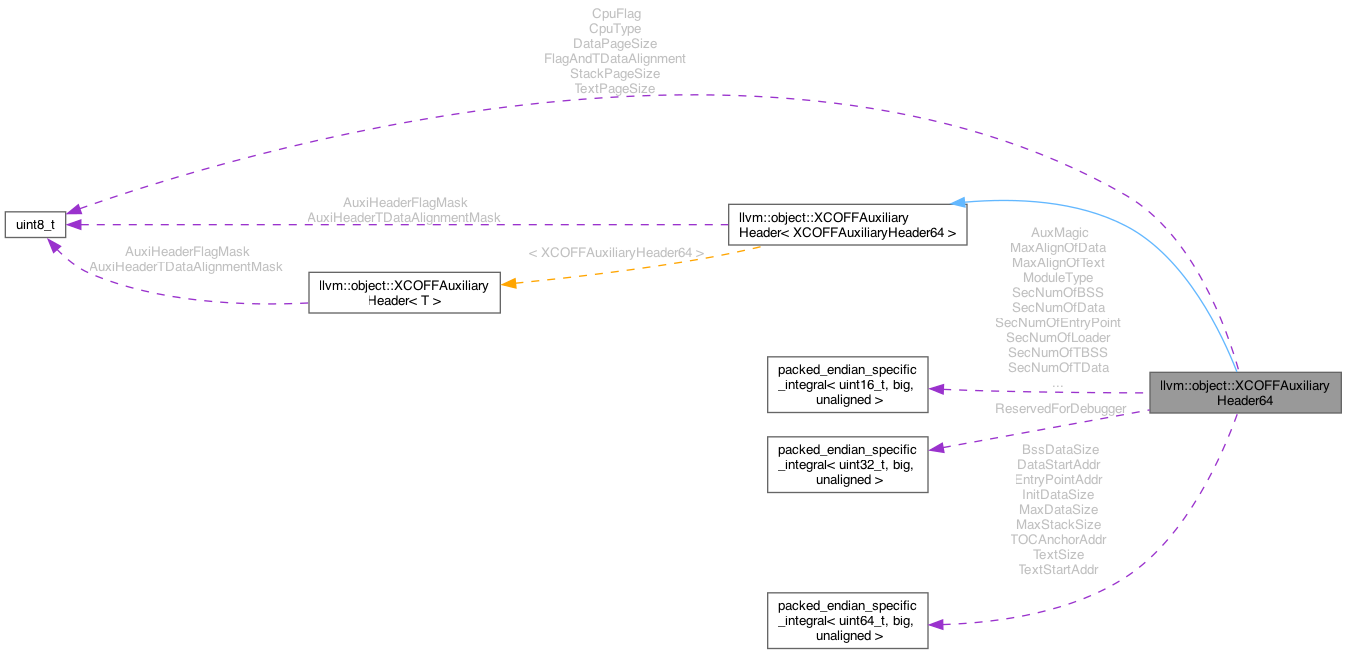 CpuFlag
CpuType
DataPageSize
FlagAndTDataAlignment
StackPageSize
TextPageSize
uint8_t
AuxiHeaderFlagMask
AuxiHeaderTDataAlignmentMask
llvm::object::XCOFFAuxiliary
Header< XCOFFAuxiliaryHeader64 >
AuxiHeaderFlagMask
AuxiHeaderTDataAlignmentMask
< XCOFFAuxiliaryHeader64 >
llvm::object::XCOFFAuxiliary
Header< T >
AuxMagic
MaxAlignOfData
MaxAlignOfText
ModuleType
SecNumOfBSS
SecNumOfData
SecNumOfEntryPoint
SecNumOfLoader
SecNumOfTBSS
SecNumOfTData
...
packed_endian_specific
_integral< uint16_t, big,
unaligned >
llvm::object::XCOFFAuxiliary
Header64
ReservedForDebugger
packed_endian_specific
_integral< uint32_t, big,
unaligned >
BssDataSize
DataStartAddr
EntryPointAddr
InitDataSize
MaxDataSize
MaxStackSize
TOCAnchorAddr
TextSize
TextStartAddr
packed_endian_specific
_integral< uint64_t, big,
unaligned >